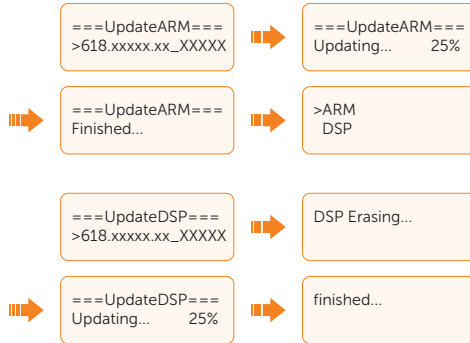 ===UpdateARM===
>618.xxxxx.xx_XXXXX
===UpdateARM===
Updating... 25%
===UpdateARM===
Finished...
>ARM
DSP
===UpdateDSP===
>618.xxxxx.xx_XXXXX
DSP Erasing...
===UpdateDSP===
Updating... 25%
finished...